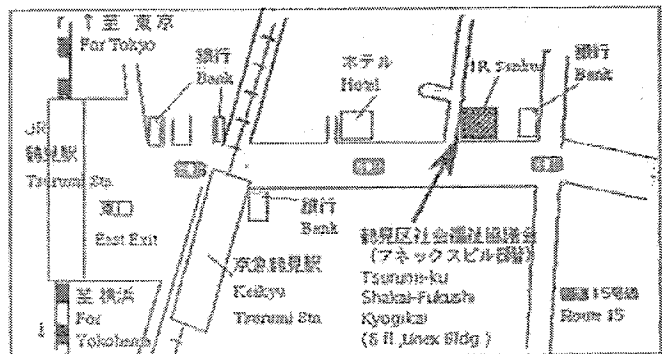 ↑至 東京
For Tokyo
銀行
Bank
ホテル
Hotel
銀行
Bank
JR
鶴見駅
Tsurumi Sta.
東口
East Exit
銀行
Bank
京急鶴見駅
Keikyu
Tsurumi Sta.
鶴見区社会福祉協議会
Tsurumi-ku
Shakai-Fukushi
Kyogikai
至 横浜
For
Yokohama
15号線
Route 15